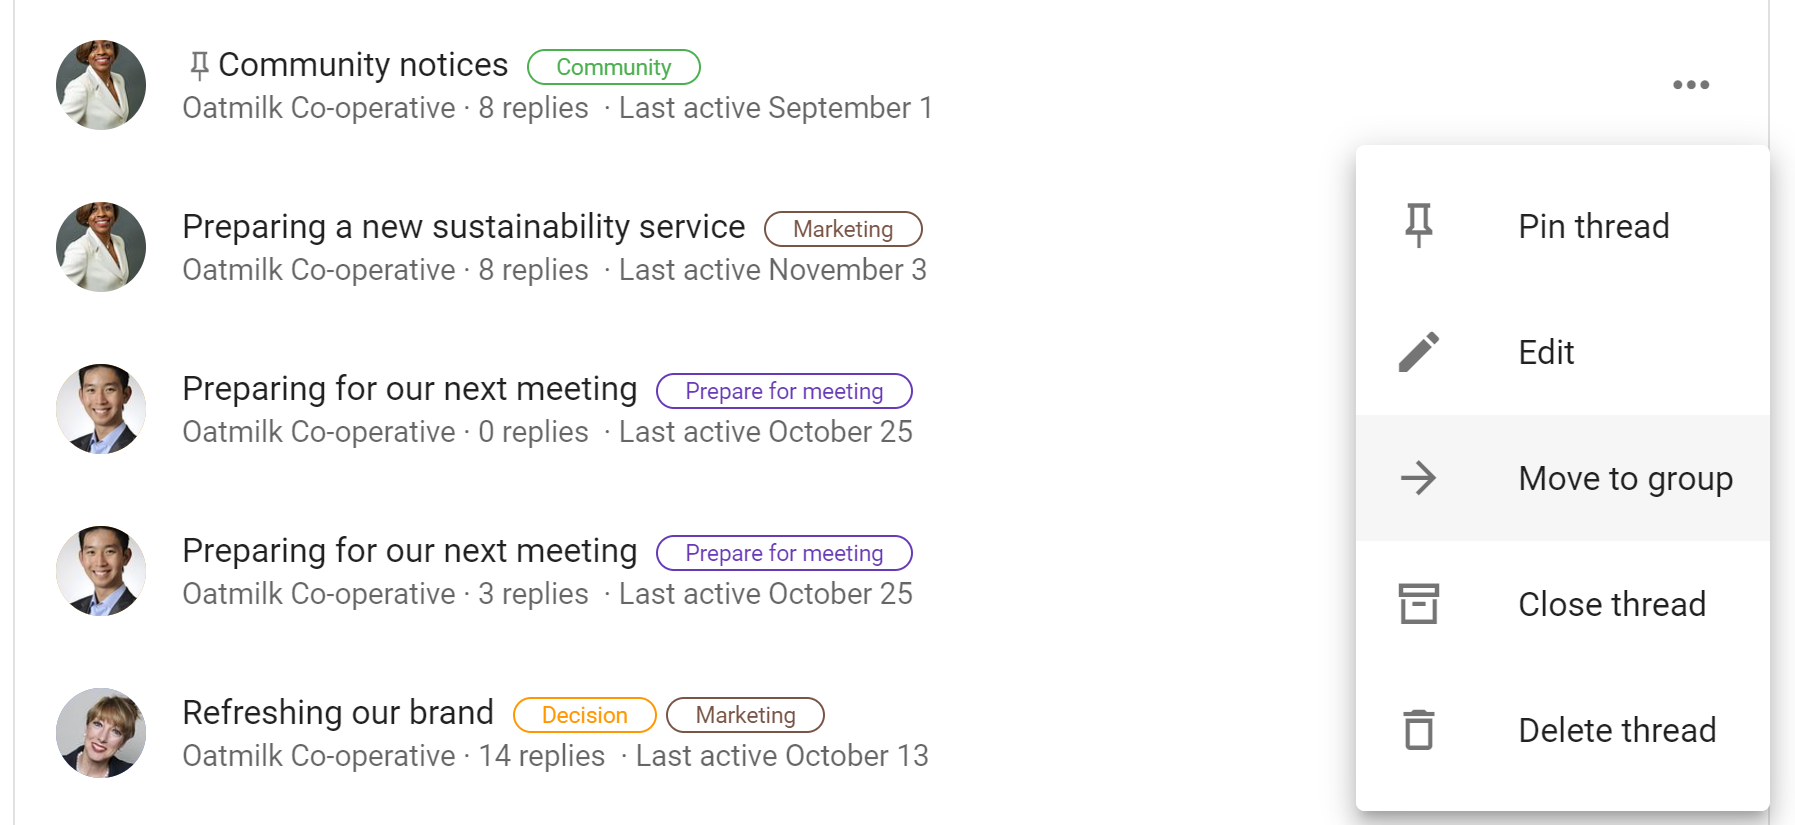 Community notices Community
Oatmilk Co-operative · 8 replies · Last active September 1
Preparing a new sustainability service Marketing
Oatmilk Co-operative · 8 replies · Last active November 3
Preparing for our next meeting Prepare for meeting
Oatmilk Co-operative · 0 replies · Last active October 25
Preparing for our next meeting Prepare for meeting
Oatmilk Co-operative · 3 replies · Last active October 25
Refreshing our brand Decision Marketing
Oatmilk Co-operative · 14 replies · Last active October 13
Pin thread
Edit
Move to group
Close thread
Delete thread